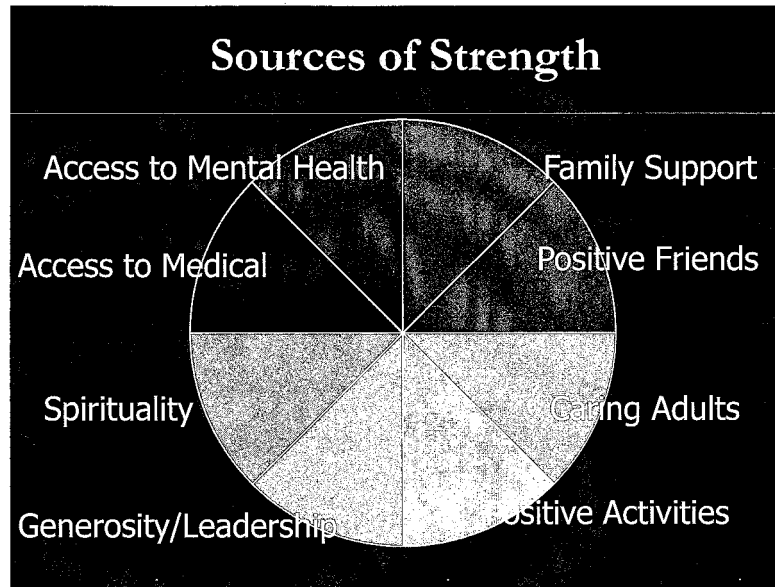 Sources of Strength
Access to Mental Health
Family Support
Access to Medical
Positive Friends
Spirituality
Caring Adults
Generosity/Leadership
Positive Activities